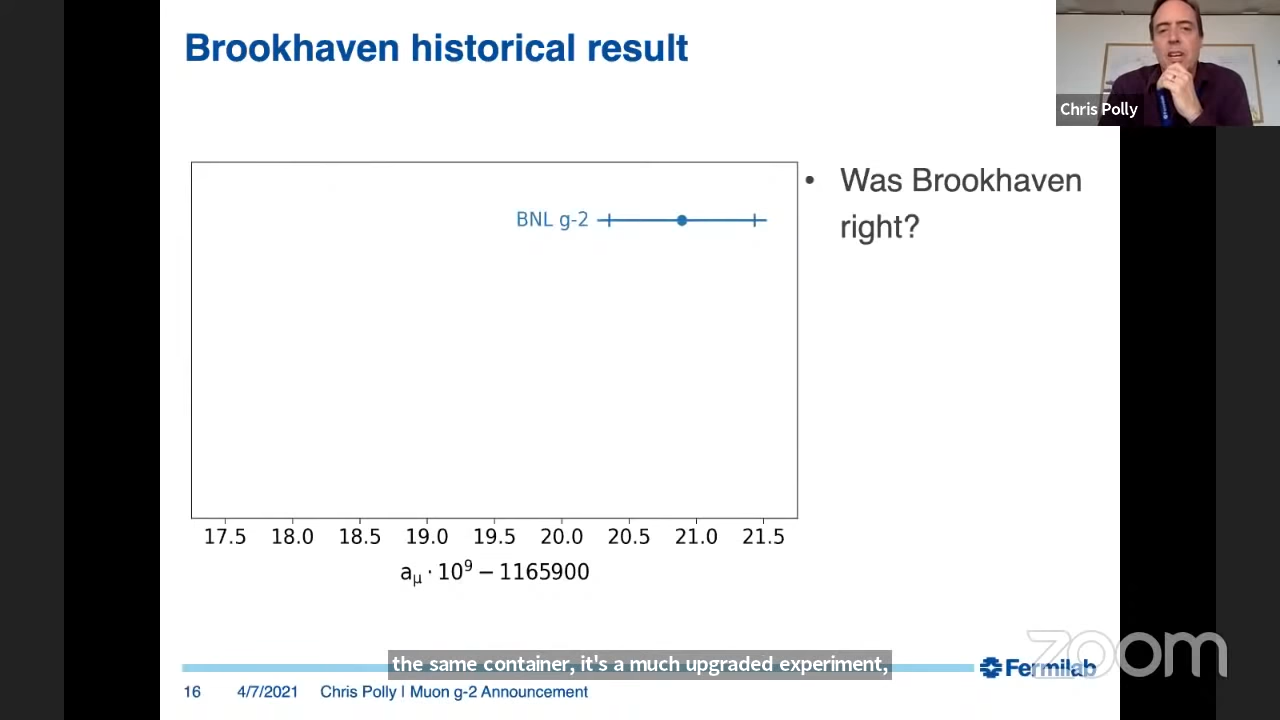 Brookhaven historical result
Chris Polly
BNL g-2
• Was Brookhaven
right?
17.5 18.0 18.5 19.0 19.5 20.0 20.5 21.0 21.5
aμ · 10⁹ − 1165900
the same container, it's a much upgraded experiment,
zoom
Fermilab
16 4/7/2021 Chris Polly | Muon g-2 Announcement